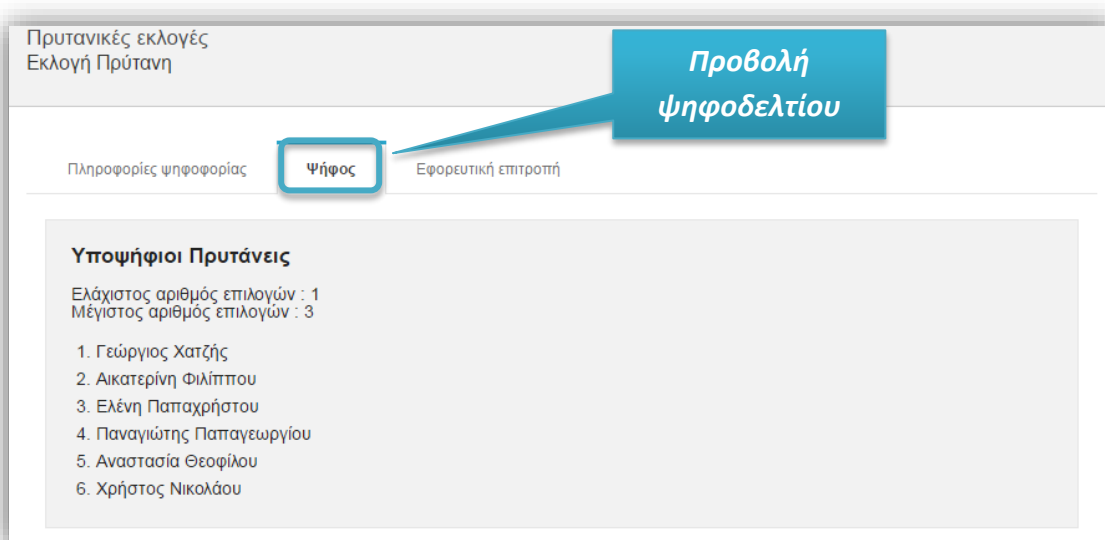 Πρυτανικές εκλογές
Εκλογή Πρύτανη
Προβολή
ψηφοδελτίου
Πληροφορίες ψηφοφορίας
Ψήφος
Εφορευτική επιτροπή
Υποψήφιοι Πρυτάνεις
Ελάχιστος αριθμός επιλογών : 1
Μέγιστος αριθμός επιλογών : 3
1. Γεώργιος Χατζής
2. Αικατερίνη Φιλίππου
3. Ελένη Παπαχρήστου
4. Παναγιώτης Παπαγεωργίου
5. Αναστασία Θεοφίλου
6. Χρήστος Νικολάου